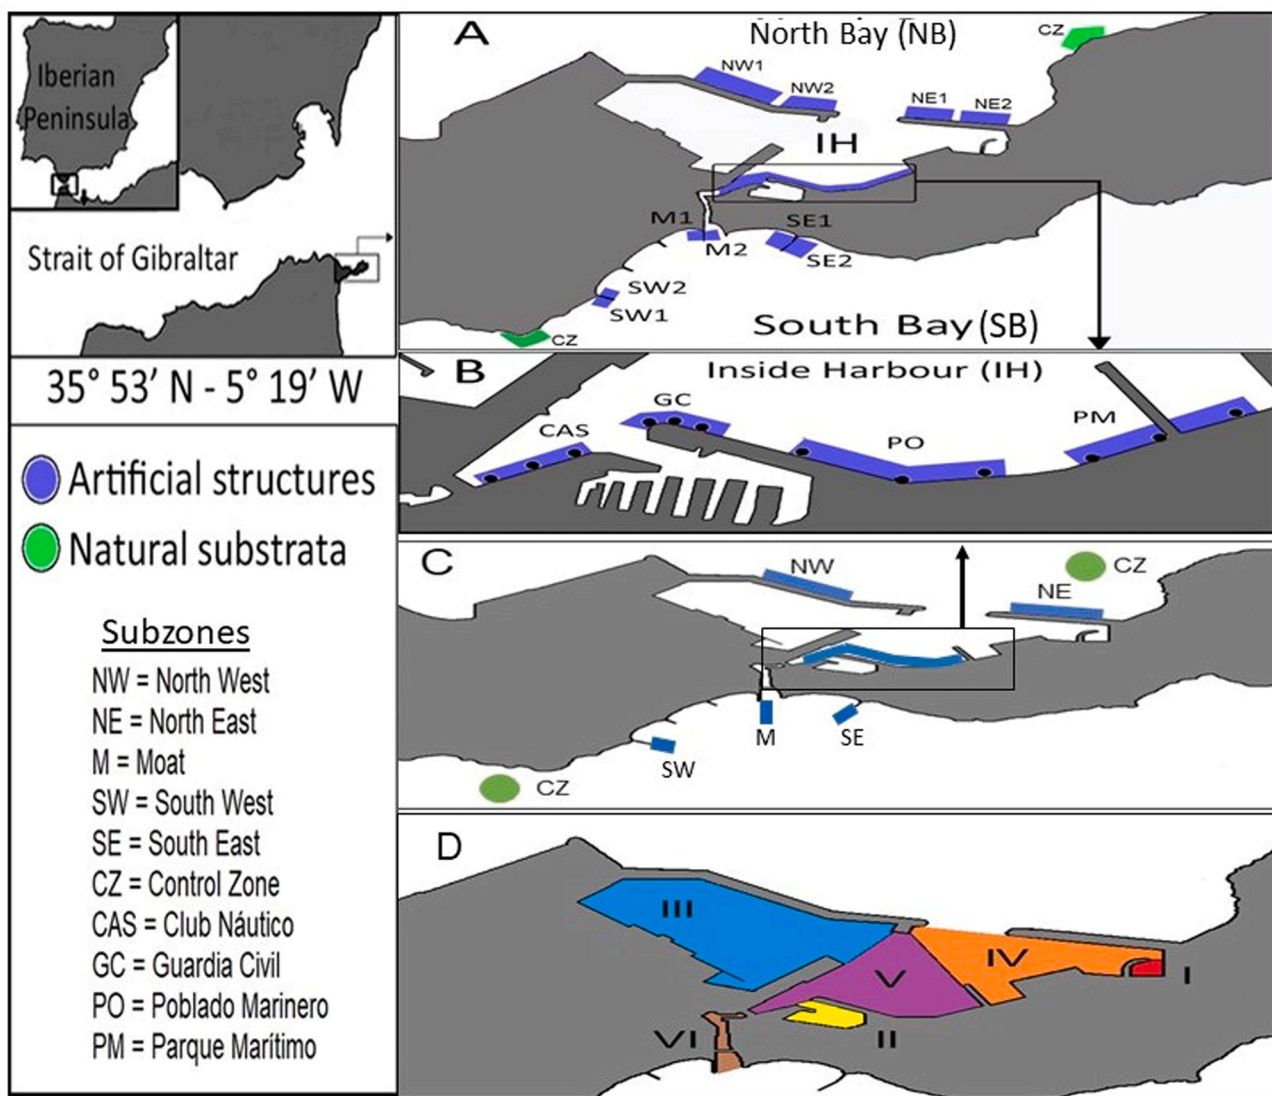 Iberian
Peninsula
Strait of Gibraltar
35° 53’ N - 5° 19’ W
Artificial structures
Natural substrata
Subzones
NW = North West
NE = North East
M = Moat
SW = South West
SE = South East
CZ = Control Zone
CAS = Club Náutico
GC = Guardia Civil
PO = Poblado Marinero
PM = Parque Marítimo
A
North Bay (NB)
CZ
NW1
NW2
NE1
NE2
IH
M1
M2
SE1
SE2
SW2
SW1
South Bay (SB)
CZ
B
Inside Harbour (IH)
GC
CAS
PO
PM
C
NW
CZ
NE
M
SE
SW
CZ
D
III
IV
V
I
VI
II